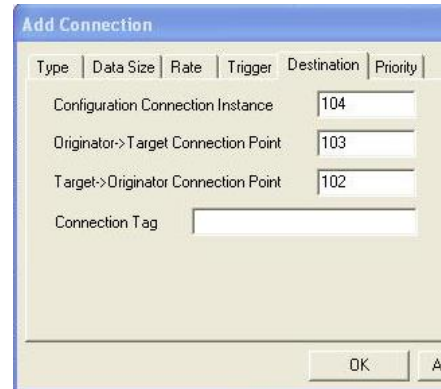 Add Connection
Type Data Size Rate Trigger Destination Priority
Configuration Connection Instance 104
Originator->Target Connection Point 103
Target->Originator Connection Point 102
Connection Tag
OK A